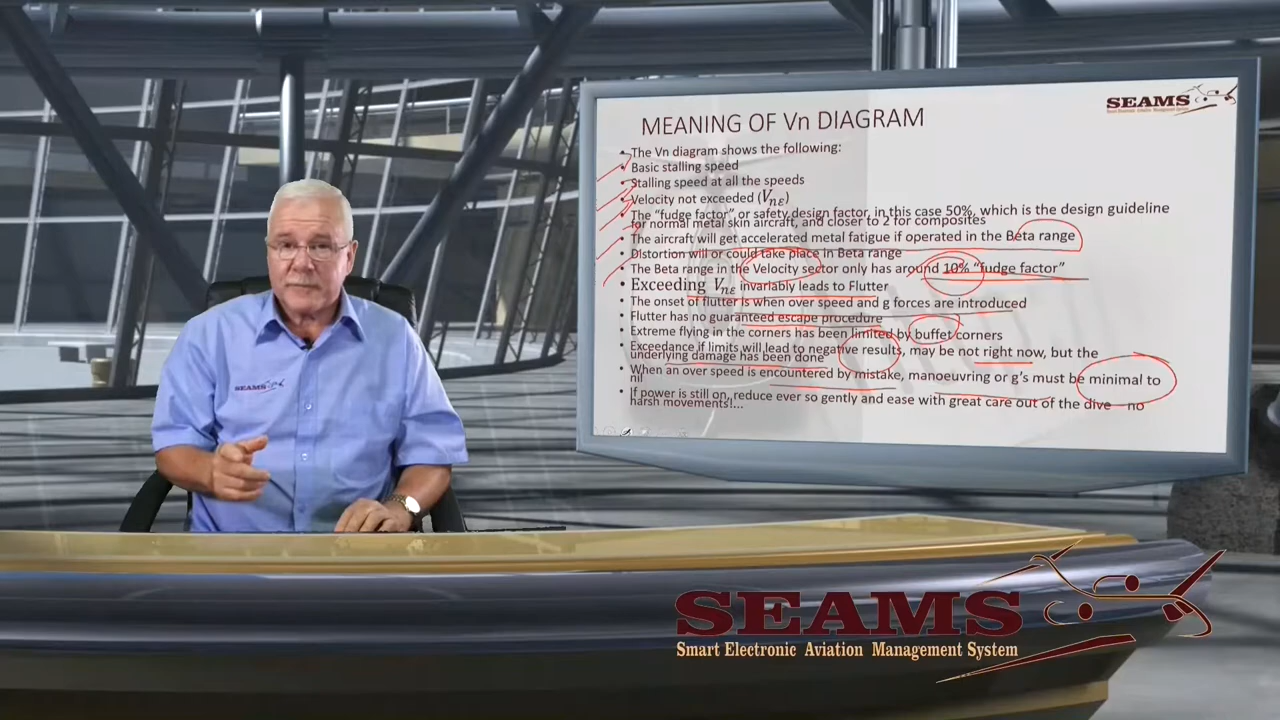 SEAMS
Smart Electronic Aviation Management System
MEANING OF Vn DIAGRAM
• The Vn diagram shows the following:
• Basic stalling speed
• Stalling speed at all the speeds
• Velocity not exceeded (Vnε)
• The "fudge factor" or safety design factor, in this case 50%, which is the design guideline
for normal metal skin aircraft, and closer to 2 for composites
• The aircraft will get accelerated metal fatigue if operated in the Beta range
• Distortion will or could take place in Beta range
• The Beta range in the Velocity sector only has around 10% "fudge factor"
• Exceeding Vnε invariably leads to Flutter
• The onset of flutter is when over speed and g forces are introduced
• Flutter has no guaranteed escape procedure
• Extreme flying in the corners has been limited by buffet corners
• Exceedance if limits will lead to negative results, may be not right now, but the
underlying damage has been done
• When an over speed is encountered by mistake, manoeuvring or g's must be minimal to
nil
• If power is still on, reduce ever so gently and ease with great care out of the dive no
harsh movements!...
SEAMS
SEAMS
Smart Electronic Aviation Management System